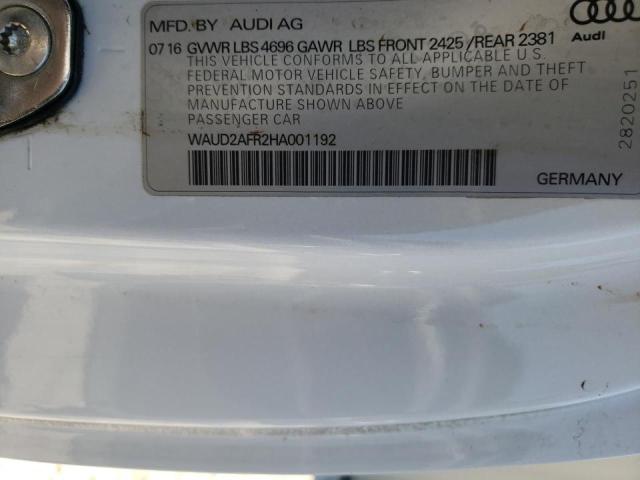 MFD. BY AUDI AG
07 16 GVWR LBS 4696 GAWR LBS FRONT 2425 /REAR 2381
THIS VEHICLE CONFORMS TO ALL APPLICABLE U.S.
FEDERAL MOTOR VEHICLE SAFETY, BUMPER AND THEFT
PREVENTION STANDARDS IN EFFECT ON THE DATE OF
MANUFACTURE SHOWN ABOVE
PASSENGER CAR
WAUD2AFR2HA001192
GERMANY
Audi
2820251